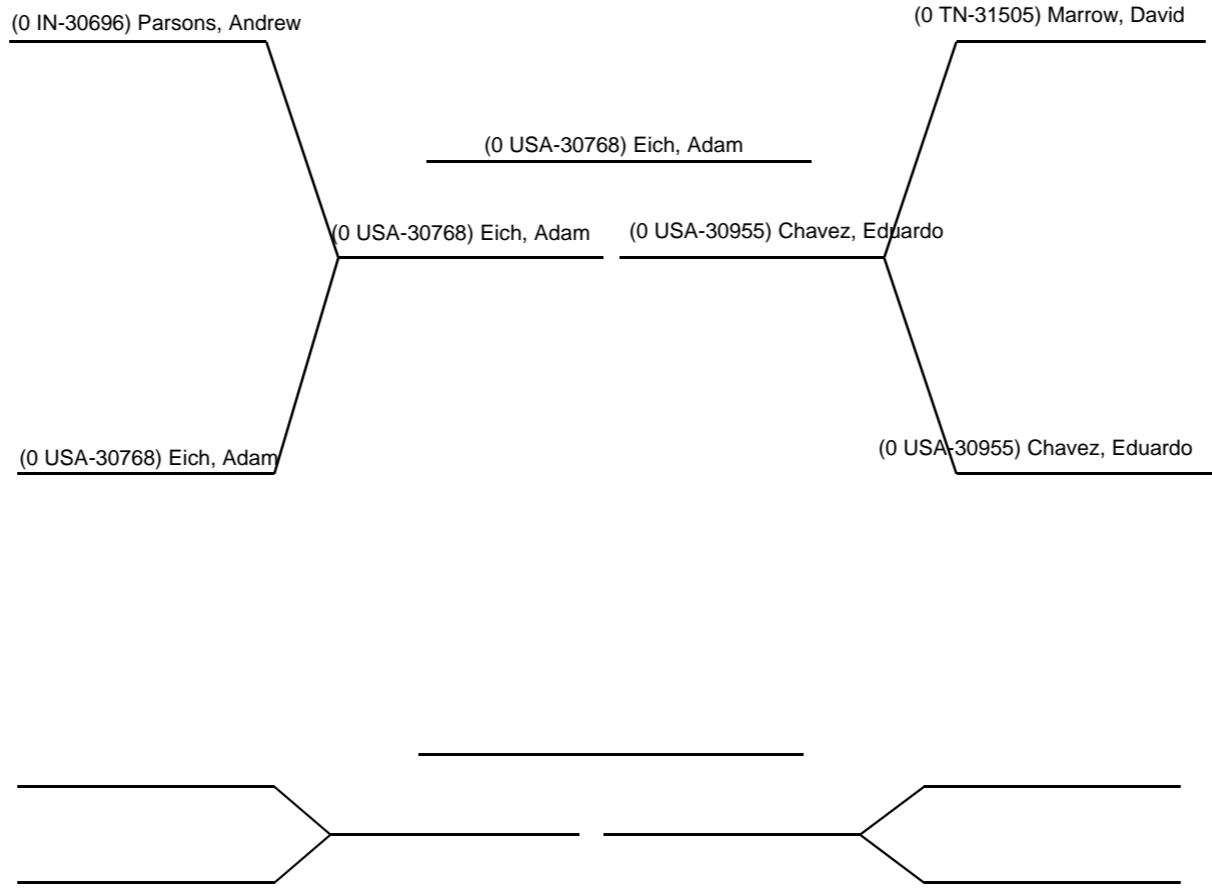 (0 IN-30696) Parsons, Andrew
(0 TN-31505) Marrow, David
(0 USA-30768) Eich, Adam
(0 USA-30768) Eich, Adam
(0 USA-30955) Chavez, Eduardo
(0 USA-30768) Eich, Adam
(0 USA-30955) Chavez, Eduardo